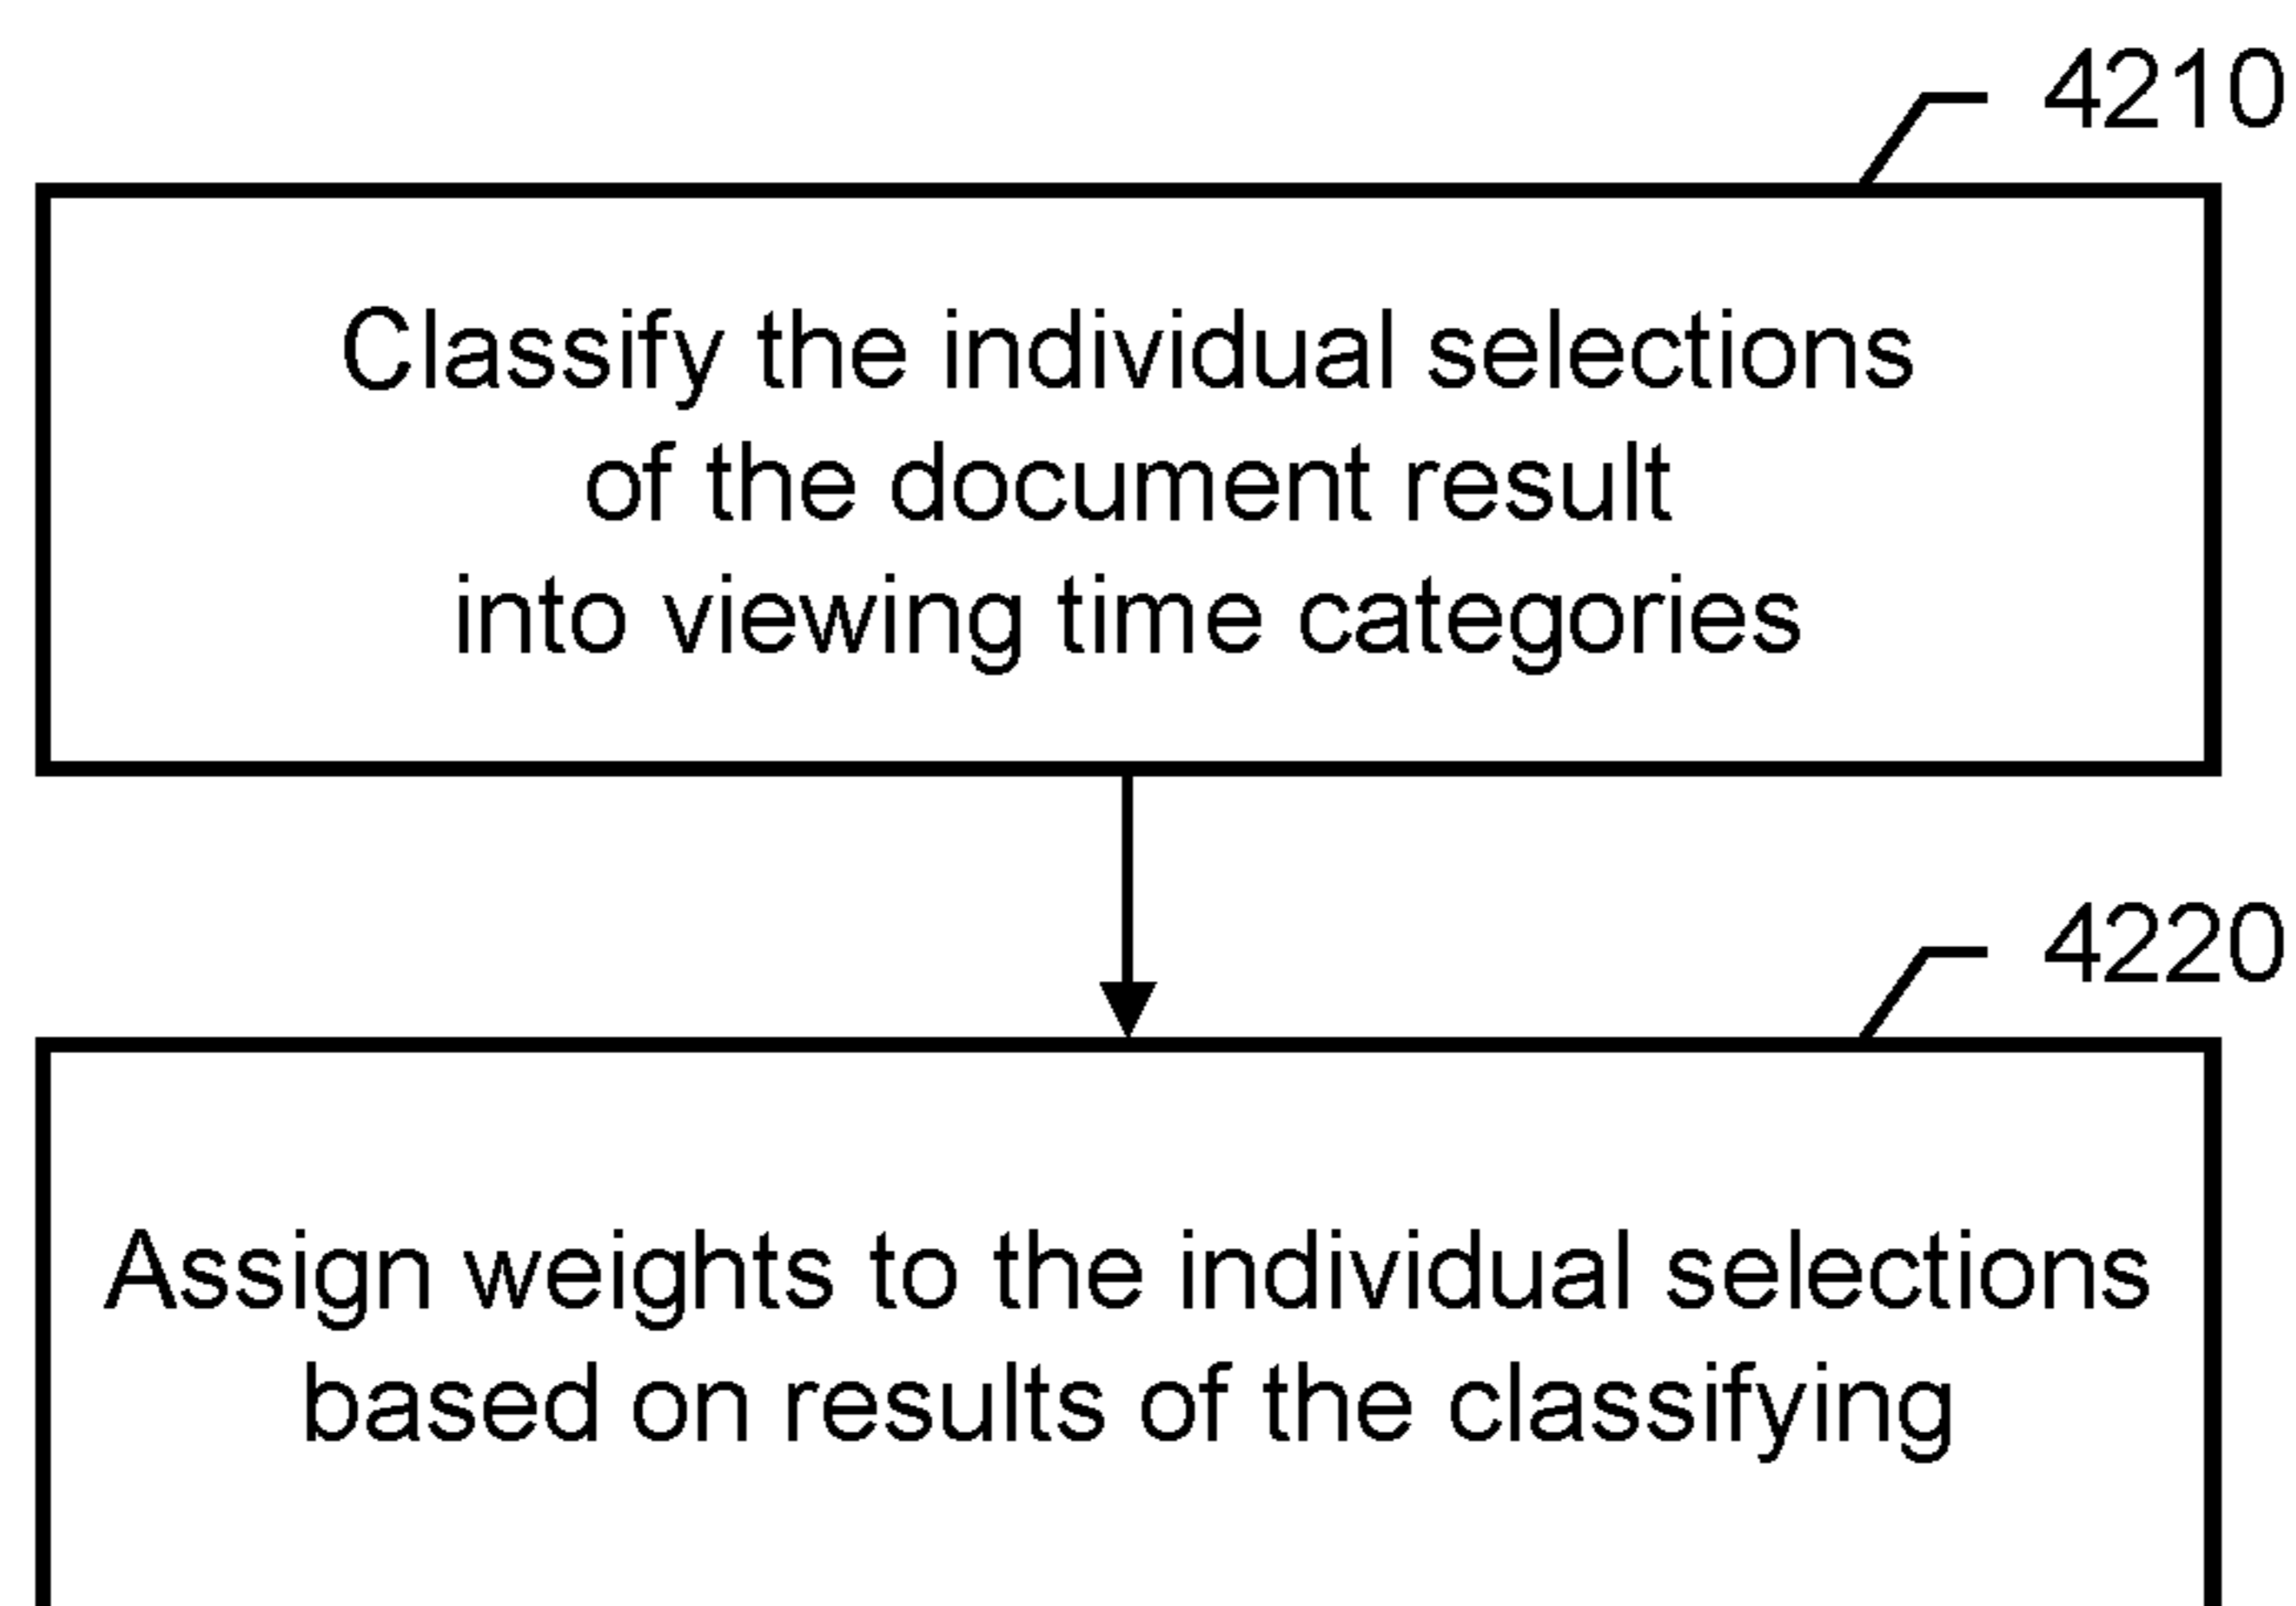 4210
Classify the individual selections
of the document result
into viewing time categories
4220
Assign weights to the individual selections
based on results of the classifying